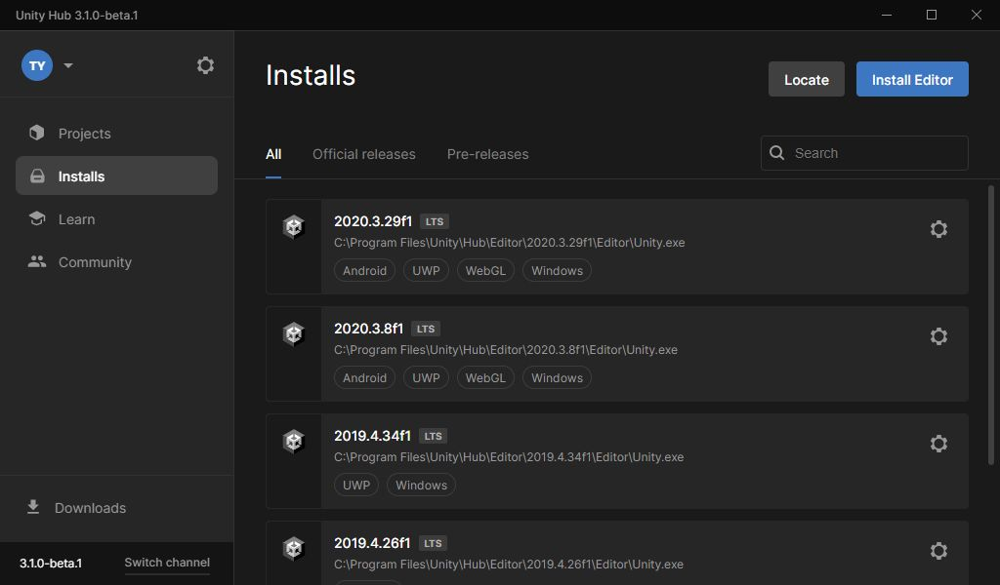 Unity Hub 3.1.0-beta.1
TY
Projects
Installs
Learn
Community
Downloads
3.1.0-beta.1 Switch channel
Installs
Locate Install Editor
All Official releases Pre-releases Search
2020.3.29f1 LTS
C:\Program Files\Unity\Hub\Editor\2020.3.29f1\Editor\Unity.exe
Android UWP WebGL Windows
2020.3.8f1 LTS
C:\Program Files\Unity\Hub\Editor\2020.3.8f1\Editor\Unity.exe
Android UWP WebGL Windows
2019.4.34f1 LTS
C:\Program Files\Unity\Hub\Editor\2019.4.34f1\Editor\Unity.exe
UWP Windows
2019.4.26f1 LTS
C:\Program Files\Unity\Hub\Editor\2019.4.26f1\Editor\Unity.exe